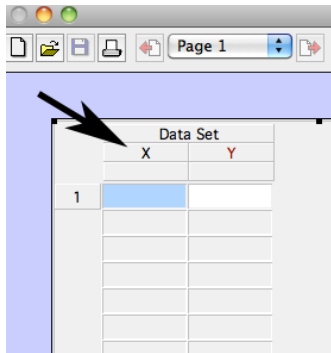 Page 1
Data Set
X Y
1